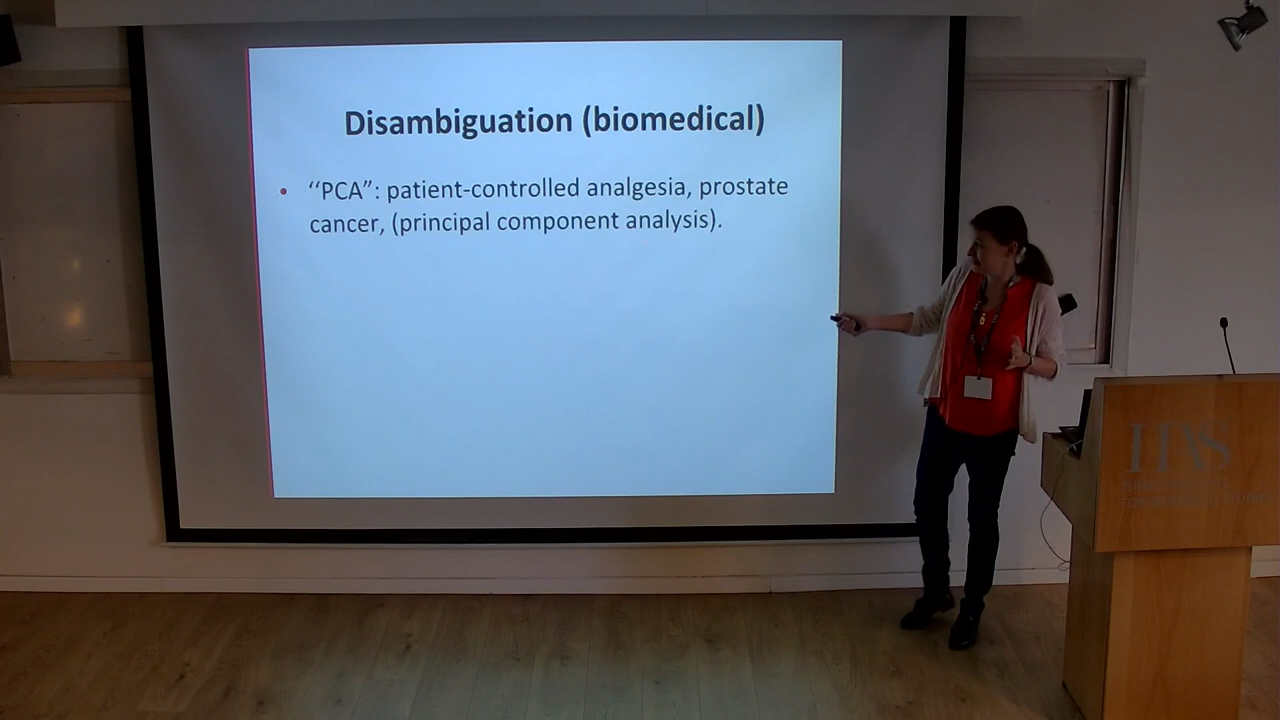 Disambiguation (biomedical)
• “PCA”: patient-controlled analgesia, prostate
cancer, (principal component analysis).
IIAS